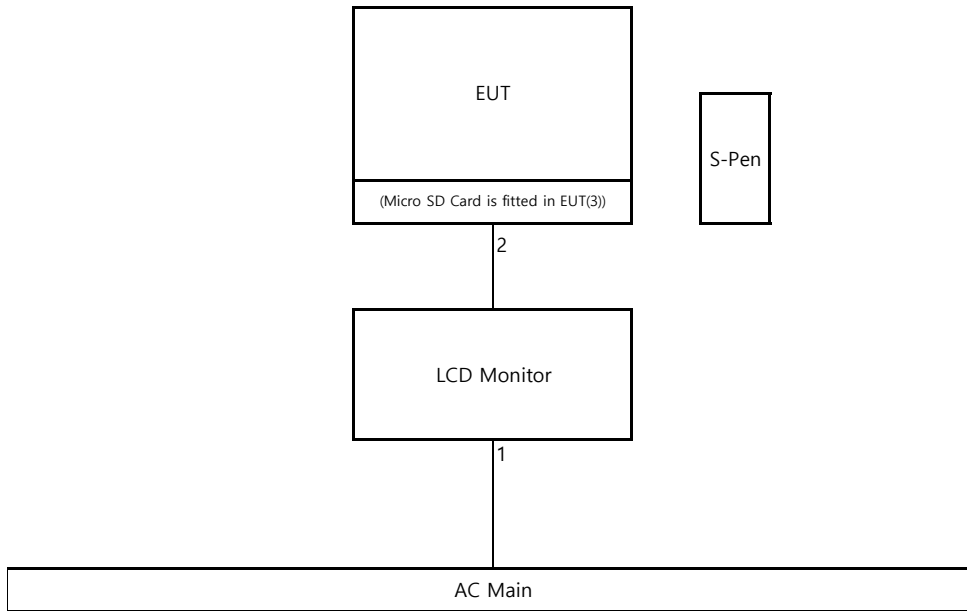 EUT
S-Pen
(Micro SD Card is fitted in EUT(3))
2
LCD Monitor
1
AC Main